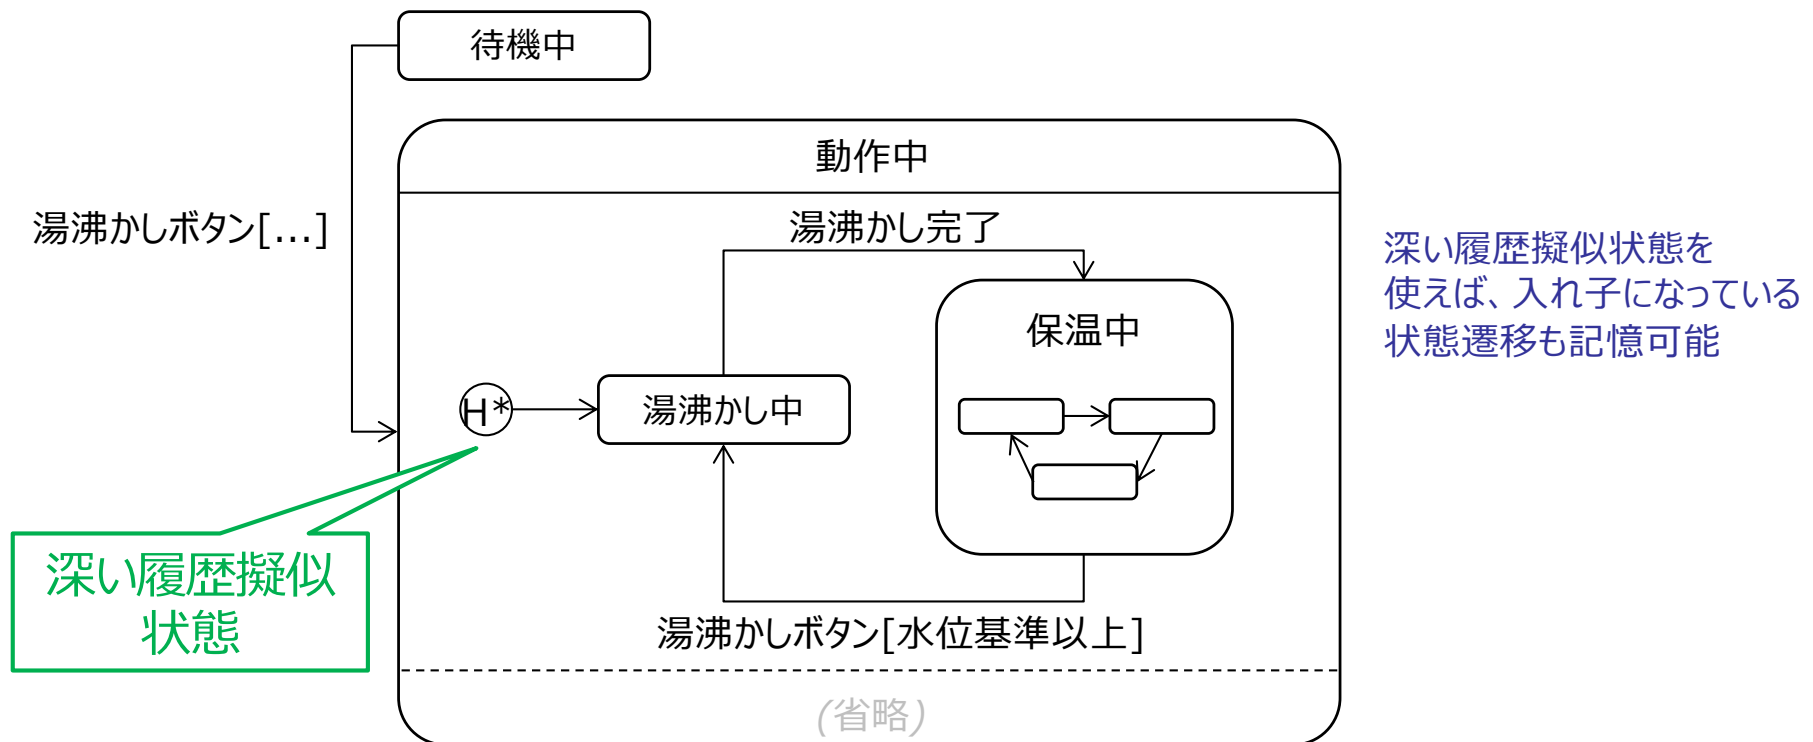 待機中
動作中
湯沸かしボタン[…]
湯沸かし完了
深い履歴擬似状態を
使えば、入れ子になっている
状態遷移も記憶可能
保温中
H*
湯沸かし中
深い履歴擬似
状態
湯沸かしボタン[水位基準以上]
(省略)